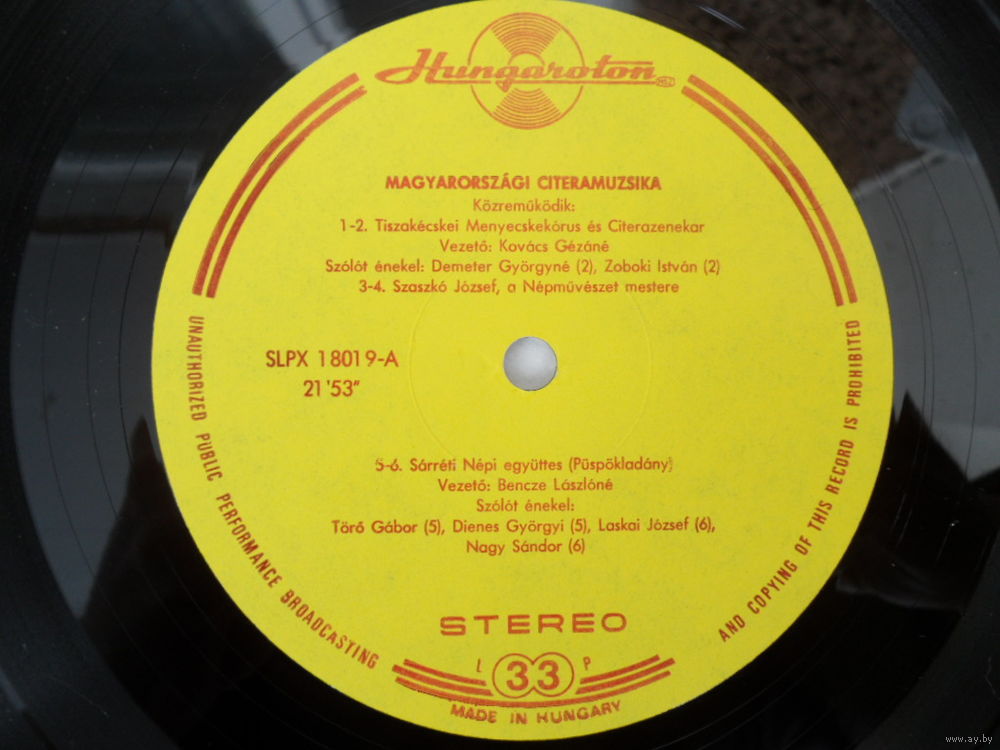 Hungaroton
MAGYARORSZÁGI CITERAMUZSIKA
Közreműködik:
1-2. Tiszakécskei Menyecskekórus és Citerazenekar
Vezető: Kovács Gézáné
Szólót énekel: Demeter Györgyné (2), Zoboki István (2)
3-4. Szaszkó József, a Népművészet mestere
SLPX 18019-A
21'53"
5-6. Sárréti Népi együttes (Püspökladány)
Vezető: Bencze Lászlóné
Szólót énekel:
Törő Gábor (5), Dienes Györgyi (5), Laskai József (6),
Nagy Sándor (6)
STEREO
L 33 P
MADE IN HUNGARY
UNAUTHORIZED PUBLIC PERFORMANCE BROADCASTING
AND COPYING OF THIS RECORD IS PROHIBITED
www.ay.by